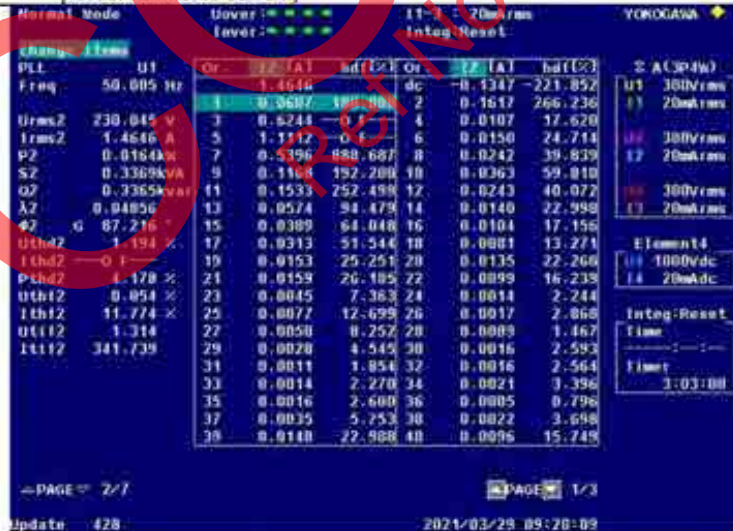 Normal Mode Uover: I1-3 : 20mArms YOKOGAWA
Iover: Integ:Reset
change items
PLL U1 Or. I2 [A] hdf[%] Or. I2 [A] hdf[%] Σ A(3P4W)
Freq 50.005 Hz 1.4646 dc -0.1347 -221.852 U1 300Vrms
1 0.0607 2 0.1617 266.236 I1 20mArms
Urms2 230.049 V 3 0.6244 4 0.0107 17.620
Irms2 1.4646 A 5 6 0.0150 24.714 300Vrms
P2 0.0164kW 7 0.5396 888.687 8 0.0242 39.839 I2 20mArms
S2 0.3369kVA 9 192.200 10 0.0363 59.810
Q2 0.3365kvar 11 0.1533 252.498 12 0.0243 40.072 300Vrms
λ2 0.04856 13 0.0574 94.479 14 0.0140 22.998 I3 20mArms
Φ2 G 87.216 ° 15 0.0389 64.048 16 0.0104 17.156
Uthd2 % 17 0.0313 51.544 18 0.0081 13.271 Element4
Ithd2 19 0.0153 25.251 20 0.0135 22.266 1000Vdc
Pthd2 4.178 % 21 0.0159 26.185 22 0.0099 16.239 I4 20mAdc
Uthf2 0.054 % 23 0.0045 7.363 24 0.0014 2.244
Ithf2 11.774 % 25 0.0077 12.699 26 0.0017 2.868 Integ:Reset
Utif2 1.314 27 0.0050 8.252 28 0.0009 1.467 Time
Itif2 341.739 29 0.0028 4.545 30 0.0016 2.593
31 0.0011 1.854 32 0.0016 2.564 Timer
33 0.0014 2.270 34 0.0021 3.396 3:03:00
35 0.0016 2.600 36 0.0005 0.796
37 0.0035 5.753 38 0.0022 3.698
39 0.0140 22.988 40 0.0096 15.749
PAGE 2/7 PAGE 1/3
Update 428 2021/03/29 09:28:09